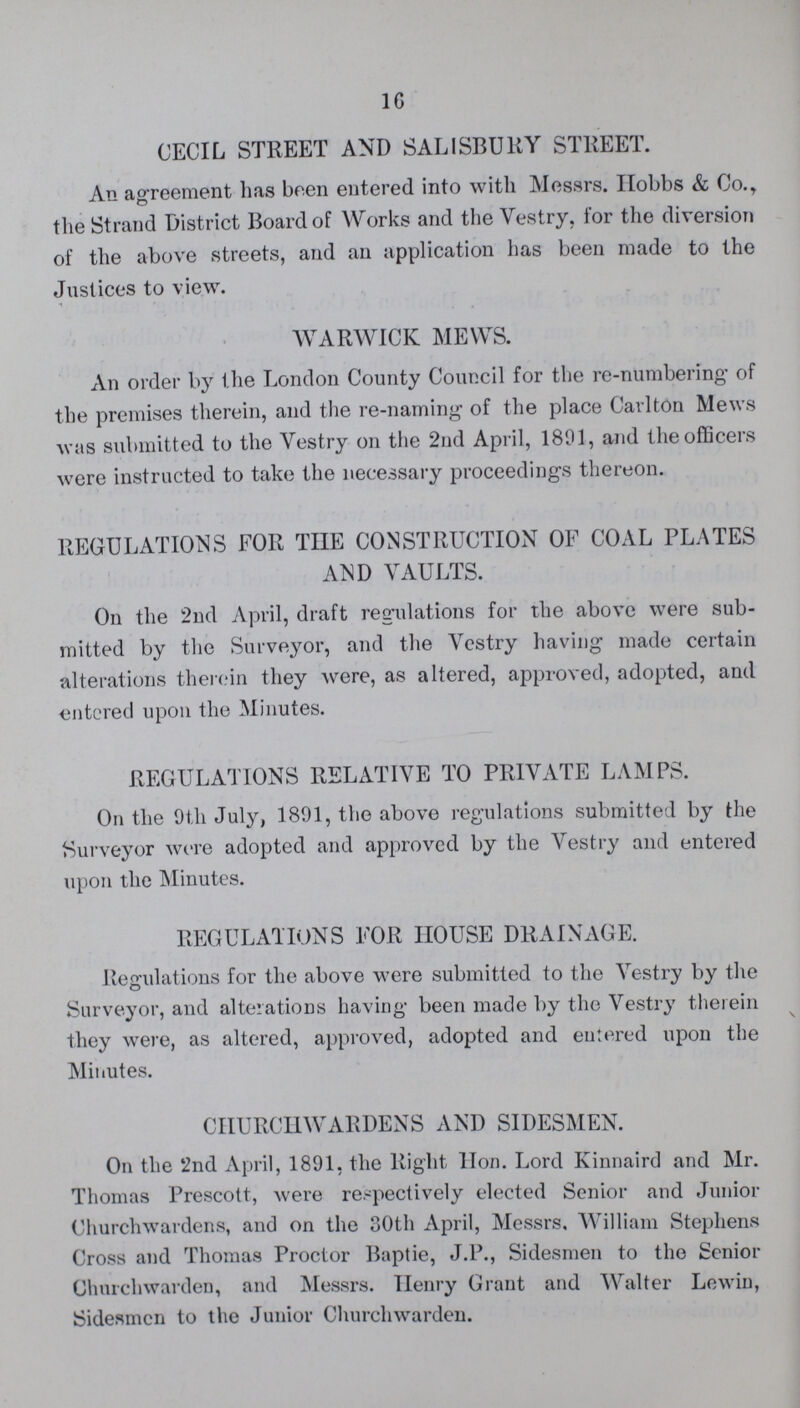 16
CECIL STREET AND SALISBURY STREET.
An agreement has been entered into with Messrs. Hobbs & Co.,
the Strand District Board of Works and the Vestry, for the diversion
of the above streets, and an application has been made to the
Justices to view.
WARWICK MEWS.
An order by the London County Council for the re-numbering of
the premises therein, and the re-naming of the place Carlton Mews
was submitted to the Vestry on the 2nd April, 1891, and the officers
were instructed to take the necessary proceedings thereon.
REGULATIONS FOR THE CONSTRUCTION OF COAL PLATES
AND VAULTS.
On the 2nd April, draft regulations for the above were sub-
mitted by the Surveyor, and the Vestry having made certain
alterations therein they were, as altered, approved, adopted, and
entered upon the Minutes.
REGULATIONS RELATIVE TO PRIVATE LAMPS.
On the 9th July, 1891, the above regulations submitted by the
Surveyor were adopted and approved by the Vestry and entered
upon the Minutes.
REGULATIONS FOR HOUSE DRAINAGE.
Regulations for the above were submitted to the Vestry by the
Surveyor, and alterations having been made by the Vestry therein
they were, as altered, approved, adopted and entered upon the
Minutes.
CHURCHWARDENS AND SIDESMEN.
On the 2nd April, 1891, the Right Hon. Lord Kinnaird and Mr.
Thomas Prescott, were respectively elected Senior and Junior
Churchwardens, and on the 30th April, Messrs. William Stephens
Cross and Thomas Proctor Baptie, J.P., Sidesmen to the Senior
Churchwarden, and Messrs. Henry Grant and Walter Lewin,
Sidesmen to the Junior Churchwarden.